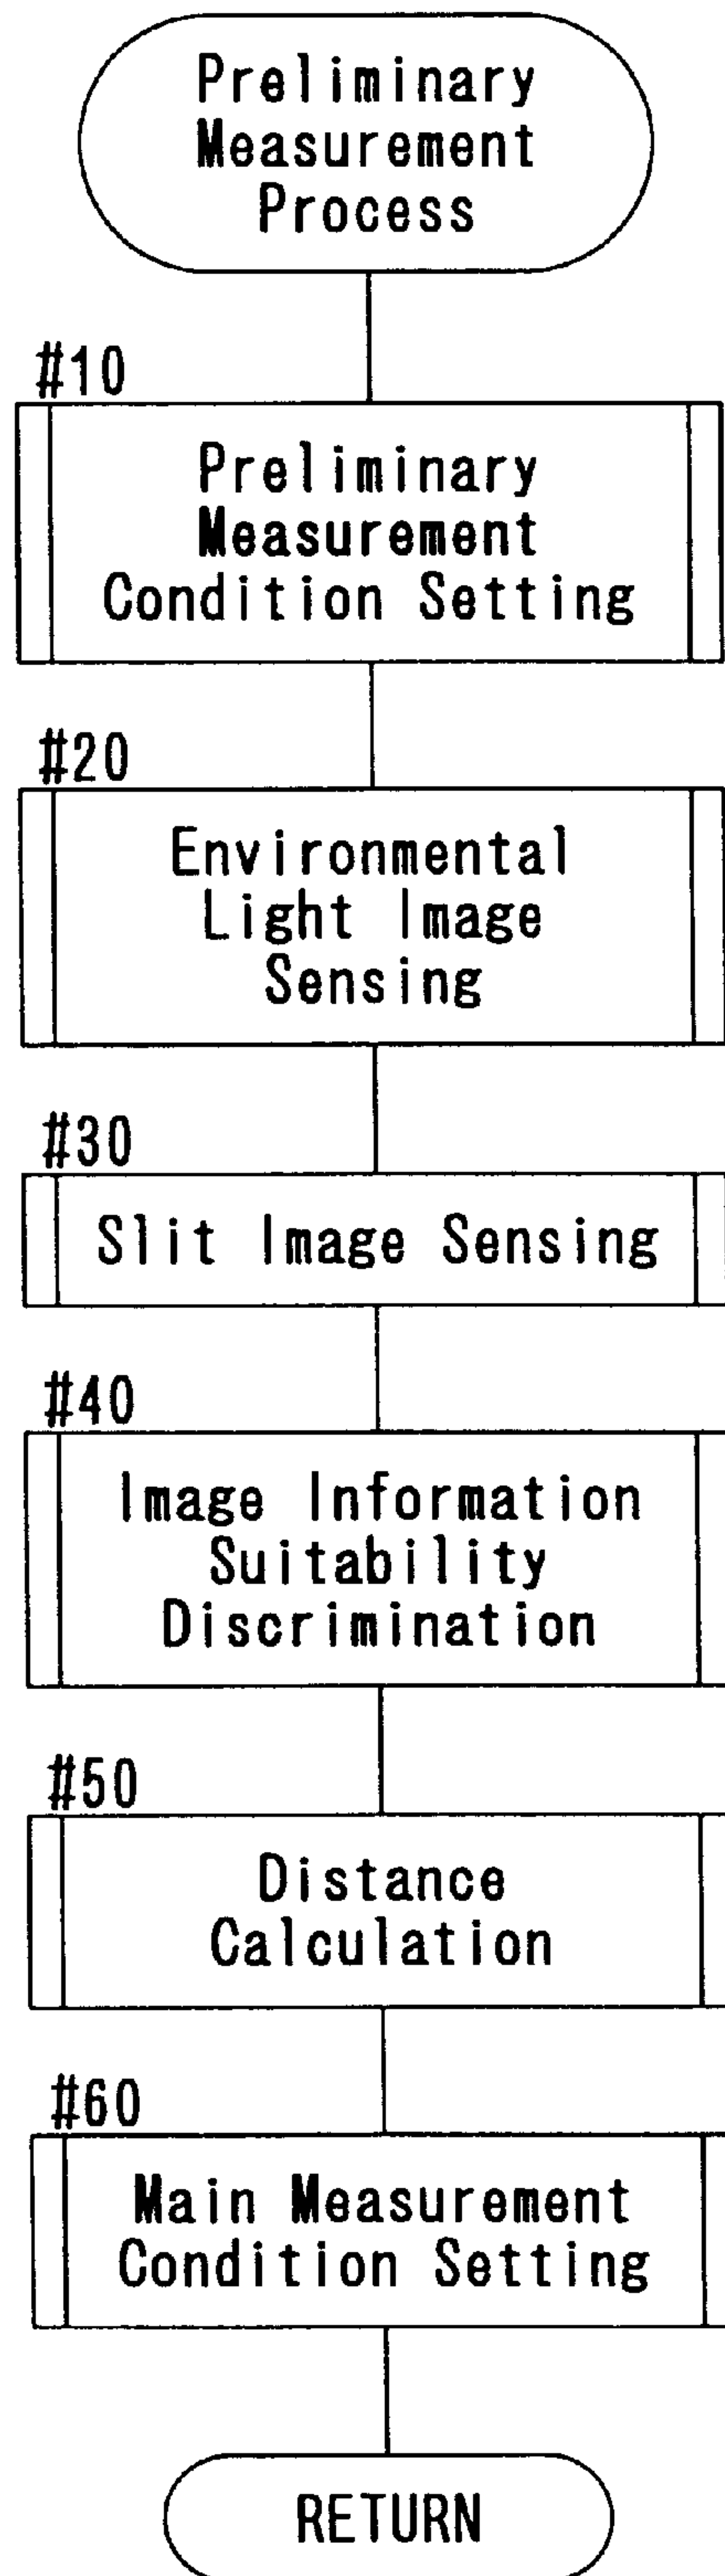 Preliminary
Measurement
Process
#10
Preliminary
Measurement
Condition Setting
#20
Environmental
Light Image
Sensing
#30
Slit Image Sensing
#40
Image Information
Suitability
Discrimination
#50
Distance
Calculation
#60
Main Measurement
Condition Setting
RETURN